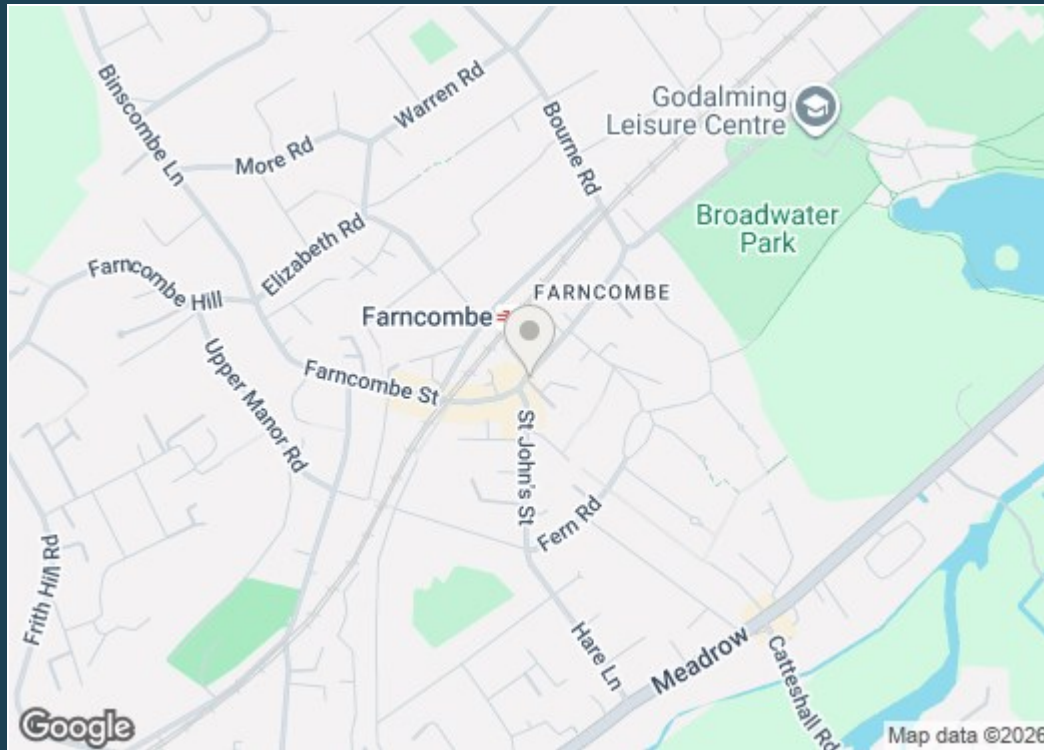 Binscombe Ln
Warren Rd
More Rd
Bourne Rd
Godalming
Leisure Centre
Broadwater
Park
Elizabeth Rd
Farncombe Hill
FARNCOMBE
Farncombe
Upper Manor Rd
Farncombe St
St John's St
Fern Rd
Frith Hill Rd
Hare Ln
Meadrow
Catteshall Rd
Google
Map data ©2026